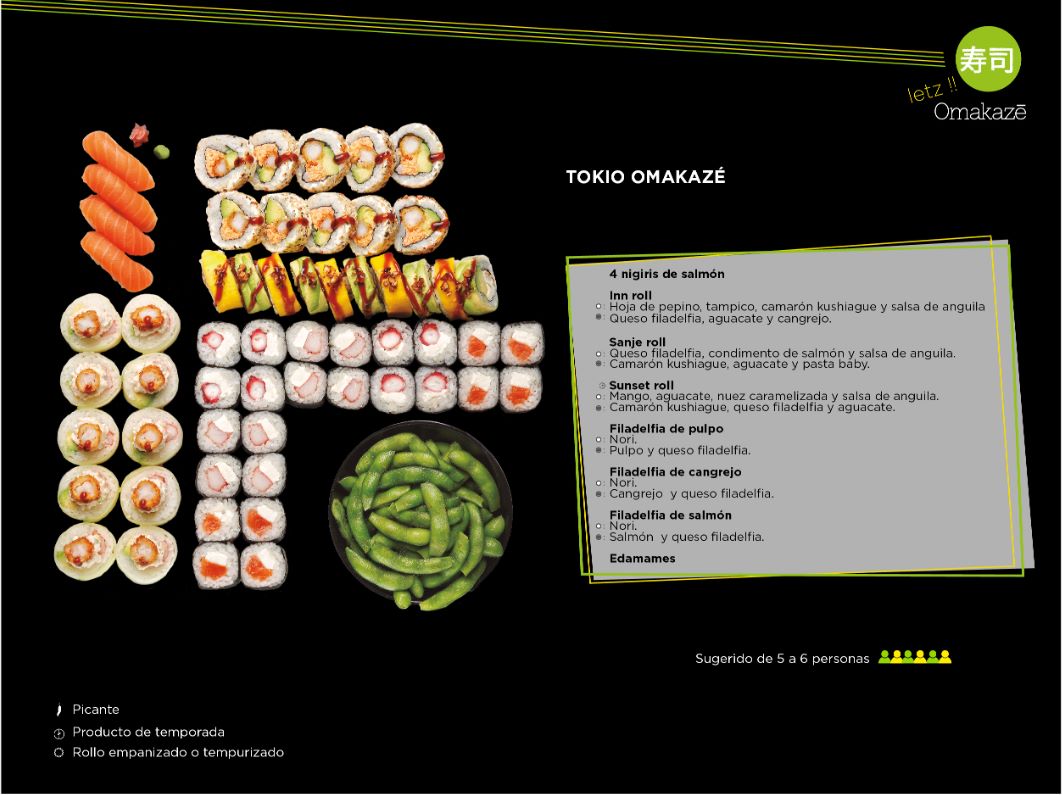 寿司
letz !!
Omakazē
TOKIO OMAKAZÉ
4 nigiris de salmón
Inn roll
Hoja de pepino, tampico, camarón kushiague y salsa de anguila
Queso filadelfia, aguacate y cangrejo.
Sanje roll
Queso filadelfia, condimento de salmón y salsa de anguila.
Camarón kushiague, aguacate y pasta baby.
Sunset roll
Mango, aguacate, nuez caramelizada y salsa de anguila.
Camarón kushiague, queso filadelfia y aguacate.
Filadelfia de pulpo
Nori.
Pulpo y queso filadelfia.
Filadelfia de cangrejo
Nori.
Cangrejo y queso filadelfia.
Filadelfia de salmón
Nori.
Salmón y queso filadelfia.
Edamames
Sugerido de 5 a 6 personas
Picante
Producto de temporada
Rollo empanizado o tempurizado